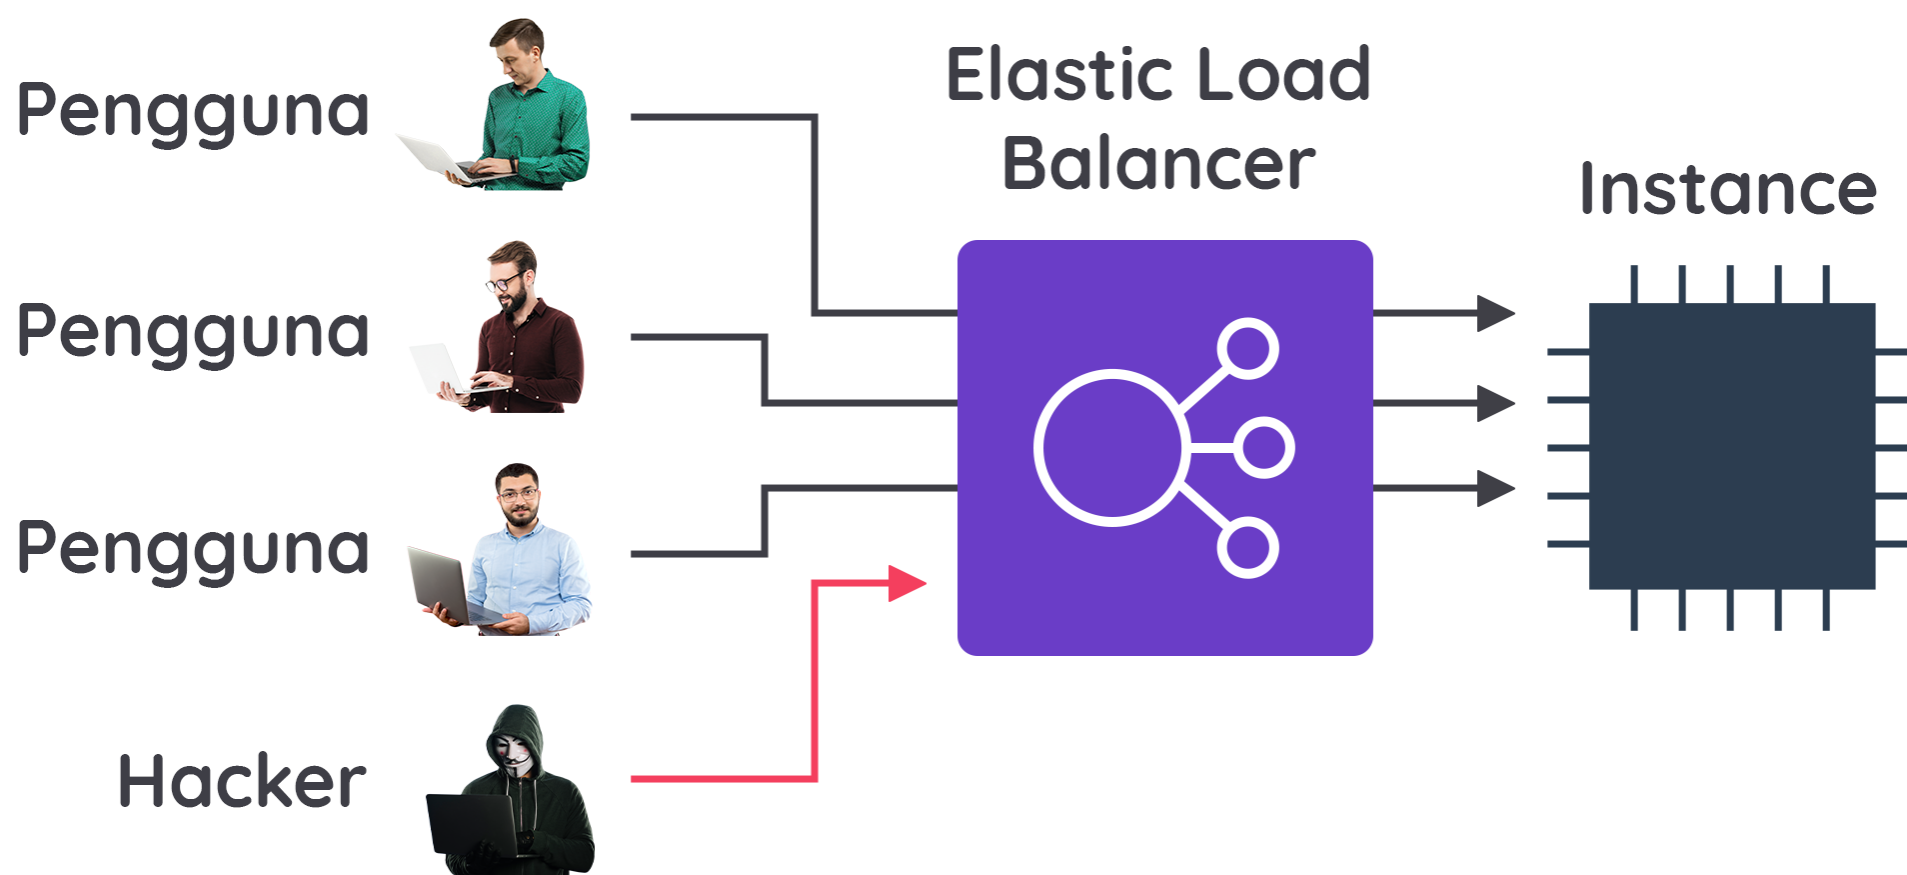 Pengguna
Pengguna
Pengguna
Hacker
Elastic Load
Balancer
Instance